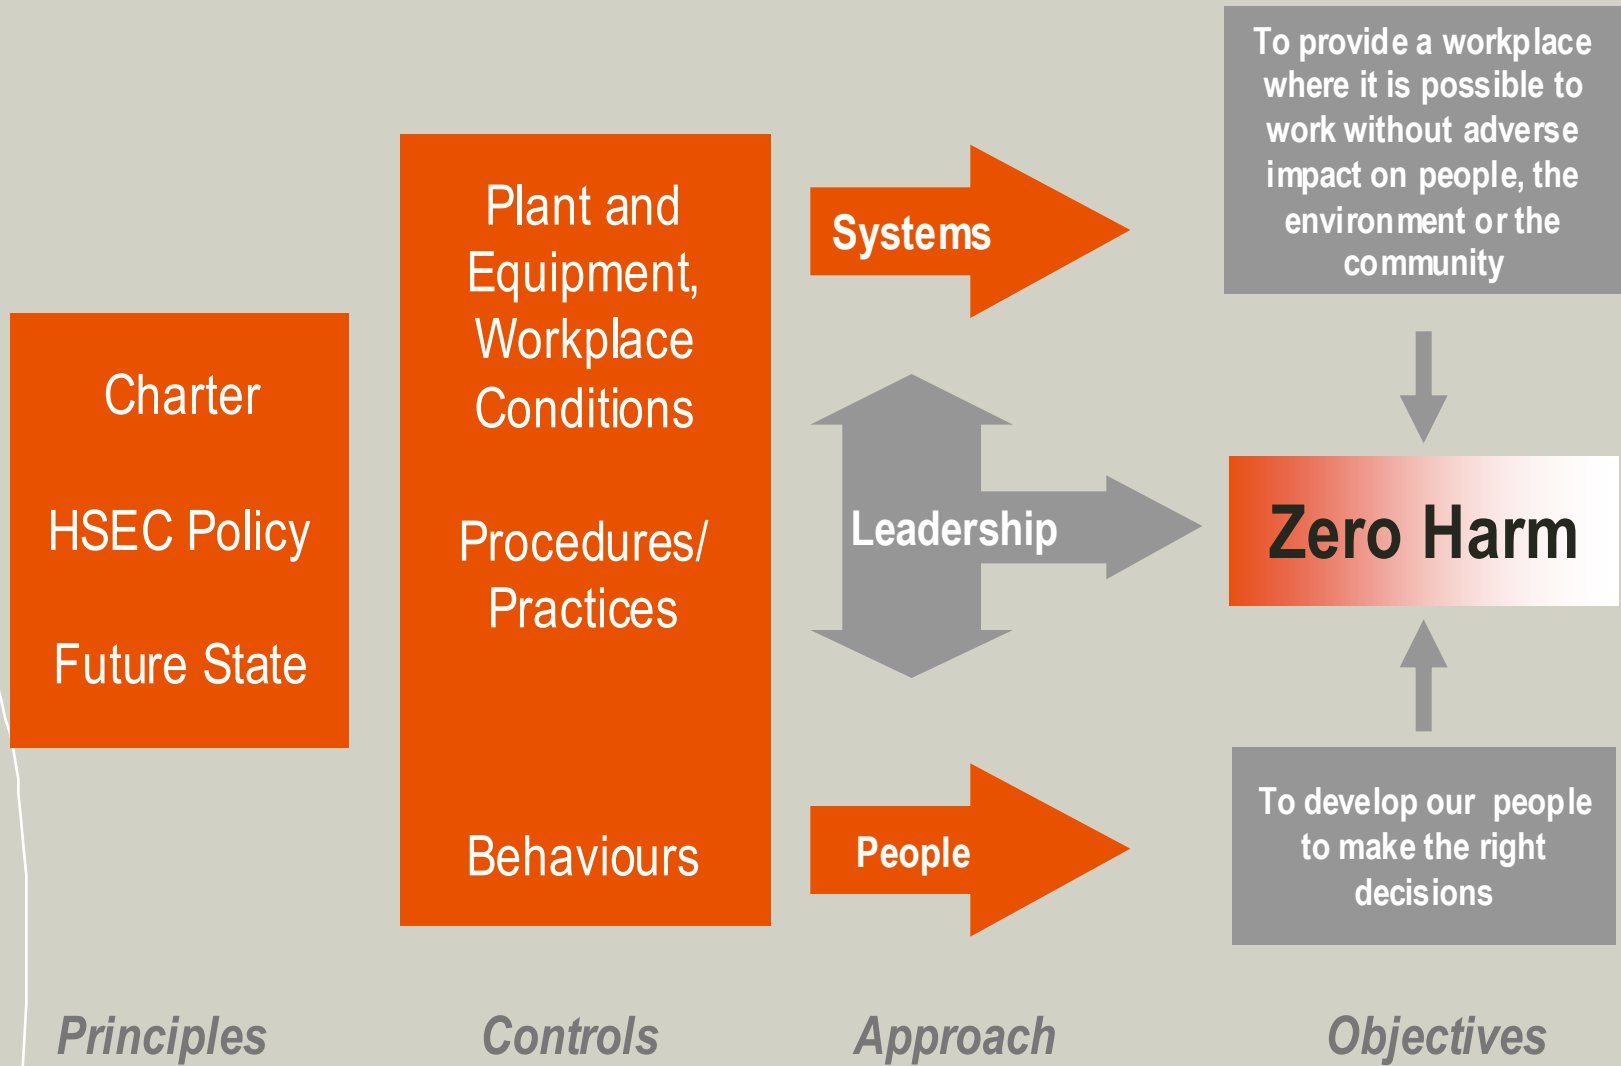 Charter
HSEC Policy
Future State
Plant and
Equipment,
Workplace
Conditions
Procedures/
Practices
Behaviours
Systems
Leadership
People
To provide a workplace
where it is possible to
work without adverse
impact on people, the
environment or the
community
Zero Harm
To develop our people
to make the right
decisions
Principles
Controls
Approach
Objectives